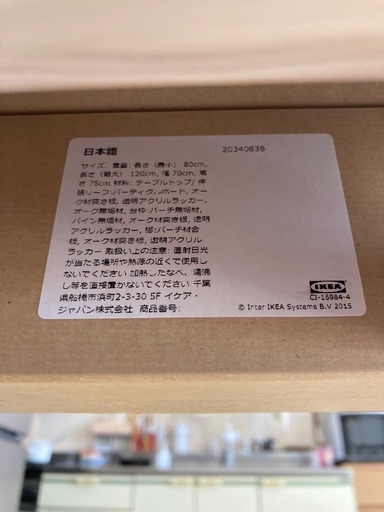 日本語 20340638
サイズ、重量: 長さ（最小） 80cm,
長さ（最大） 120cm, 幅 70cm, 高
さ 75cm 材料: テーブルトップ/ 伸
張リーフ:パーティクルボード, オー
ク材突き板, 透明アクリルラッカー,
オーク無垢材, 台枠:バーチ無垢材,
パイン無垢材, オーク材突き板, 透明
アクリルラッカー, 脚:バーチ材合
板, オーク材突き板, 透明アクリル
ラッカー 取扱い上の注意: 直射日光
が当たる場所や熱源の近くで使用し
ないでください 加熱したなべ、湯沸
し等を直接置かないでください 千葉
県船橋市浜町2-3-30 5F イケア・
ジャパン株式会社 商品番号:
IKEA
CI-15984-4
© Inter IKEA Systems B.V 2015